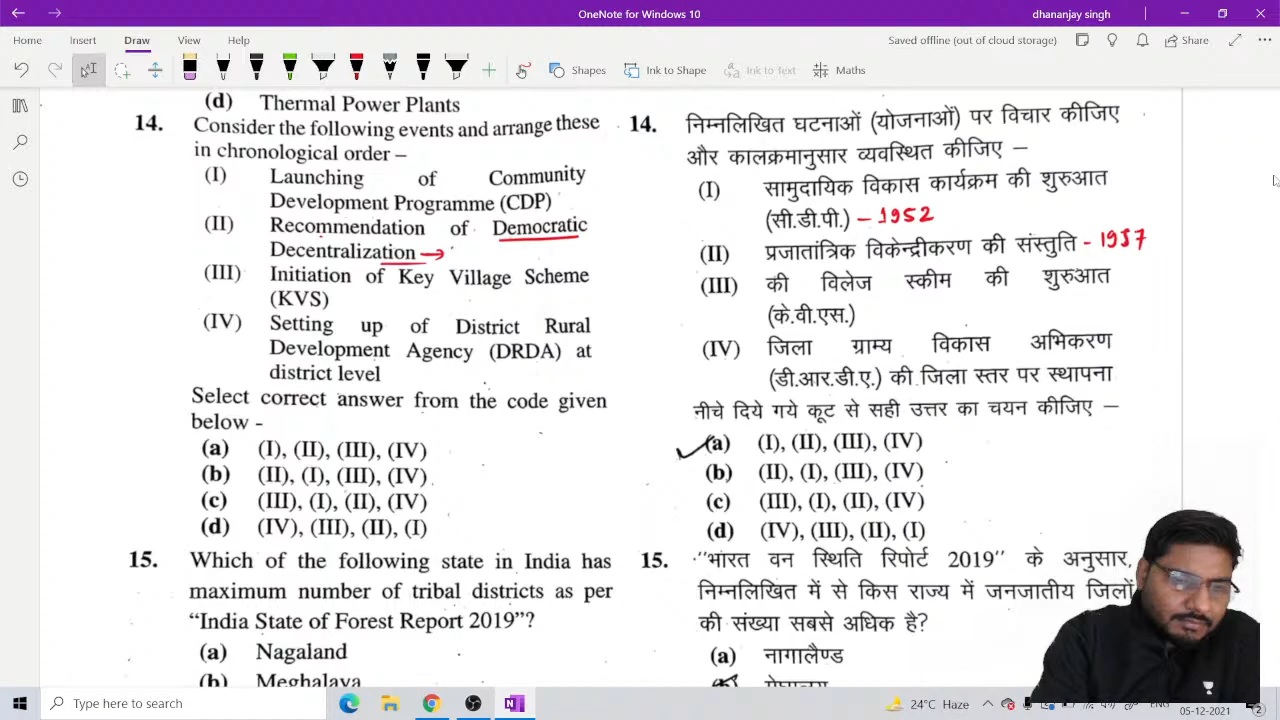 OneNote for Windows 10
dhananjay singh
Home Insert Draw View Help
Saved offline (out of cloud storage)
Share
Shapes
Ink to Shape
Ink to Text
Maths
(d) Thermal Power Plants
14. Consider the following events and arrange these
in chronological order –
(I) Launching of Community
Development Programme (CDP)
(II) Recommendation of Democratic
Decentralization →
(III) Initiation of Key Village Scheme
(KVS)
(IV) Setting up of District Rural
Development Agency (DRDA) at
district level
Select correct answer from the code given
below -
(a) (I), (II), (III), (IV)
(b) (II), (I), (III), (IV)
(c) (III), (I), (II), (IV)
(d) (IV), (III), (II), (I)
15. Which of the following state in India has
maximum number of tribal districts as per
“India State of Forest Report 2019”?
(a) Nagaland
(b) Meghalaya
14. निम्नलिखित घटनाओं (योजनाओं) पर विचार कीजिए
और कालक्रमानुसार व्यवस्थित कीजिए –
(I) सामुदायिक विकास कार्यक्रम की शुरुआत
(सी.डी.पी.) – 1952
(II) प्रजातांत्रिक विकेन्द्रीकरण की संस्तुति - 1957
(III) की विलेज स्कीम की शुरुआत
(के.वी.एस.)
(IV) जिला ग्राम्य विकास अभिकरण
(डी.आर.डी.ए.) की जिला स्तर पर स्थापना
नीचे दिये गये कूट से सही उत्तर का चयन कीजिए –
(a) (I), (II), (III), (IV)
(b) (II), (I), (III), (IV)
(c) (III), (I), (II), (IV)
(d) (IV), (III), (II), (I)
15. "भारत वन स्थिति रिपोर्ट 2019" के अनुसार,
निम्नलिखित में से किस राज्य में जनजातीय जिलों
की संख्या सबसे अधिक है?
(a) नागालैण्ड
(b) मेघालय
Type here to search
24°C Haze
05-12-2021